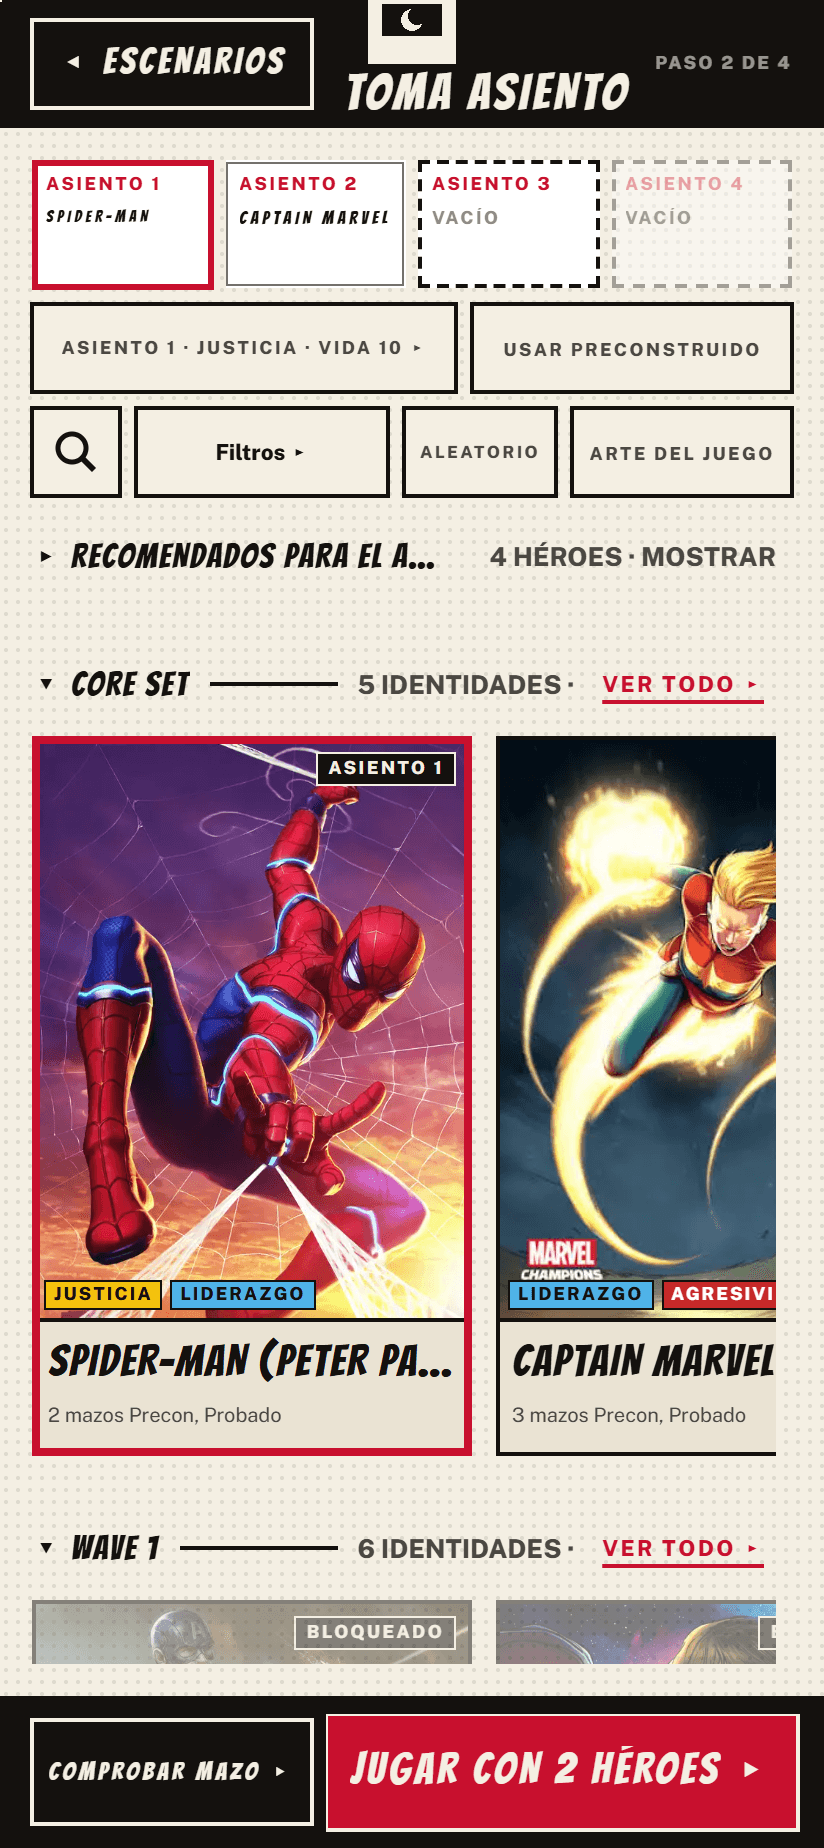 ◄ ESCENARIOS
TOMA ASIENTO
PASO 2 DE 4
ASIENTO 1
SPIDER-MAN
ASIENTO 2
CAPTAIN MARVEL
ASIENTO 3
VACÍO
ASIENTO 4
VACÍO
ASIENTO 1 · JUSTICIA · VIDA 10 ►
USAR PRECONSTRUIDO
Filtros ►
ALEATORIO
ARTE DEL JUEGO
► RECOMENDADOS PARA EL A...
4 HÉROES · MOSTRAR
▼ CORE SET
5 IDENTIDADES ·
VER TODO ►
ASIENTO 1
JUSTICIA
LIDERAZGO
SPIDER-MAN (PETER PA...
2 mazos Precon, Probado
MARVEL
CHAMPIONS
LIDERAZGO
AGRESIVI
CAPTAIN MARVEL
3 mazos Precon, Probado
▼ WAVE 1
6 IDENTIDADES ·
VER TODO ►
BLOQUEADO
COMPROBAR MAZO ►
JUGAR CON 2 HÉROES ►